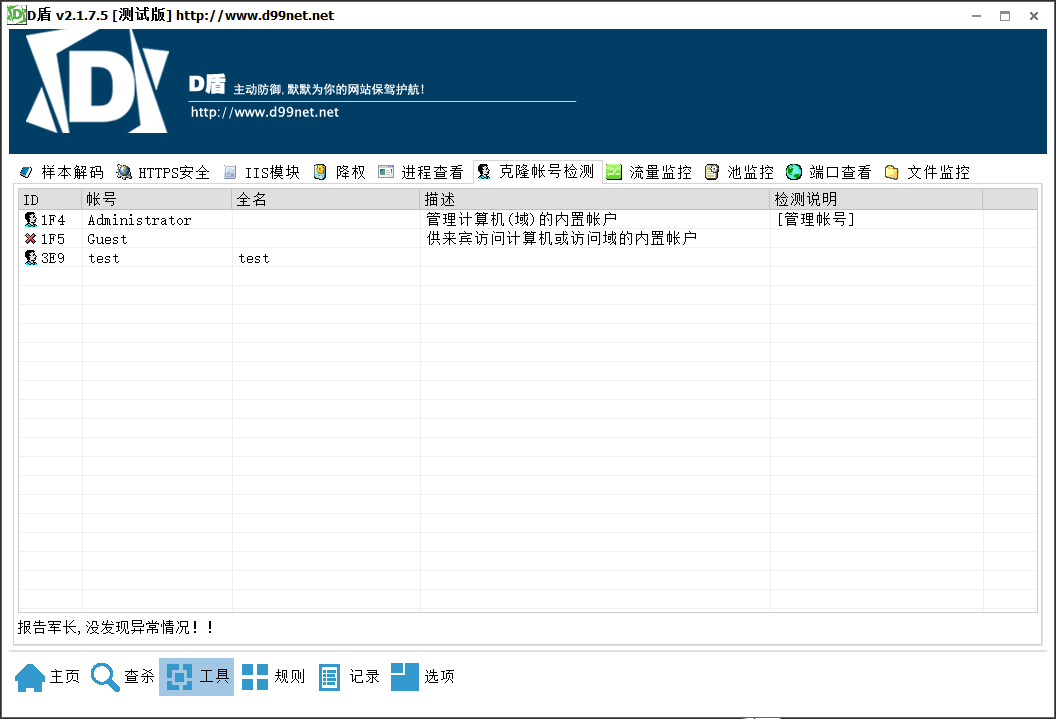 D盾 v2.1.7.5 [测试版] http://www.d99net.net
D盾 主动防御,默默为你的网站保驾护航!
http://www.d99net.net
样本解码 HTTPS安全 IIS模块 降权 进程查看 克隆帐号检测 流量监控 池监控 端口查看 文件监控
ID 帐号 全名 描述 检测说明
1F4 Administrator 管理计算机(域)的内置帐户 [管理帐号]
1F5 Guest 供来宾访问计算机或访问域的内置帐户
3E9 test test
报告军长,没发现异常情况！！
主页 查杀 工具 规则 记录 选项